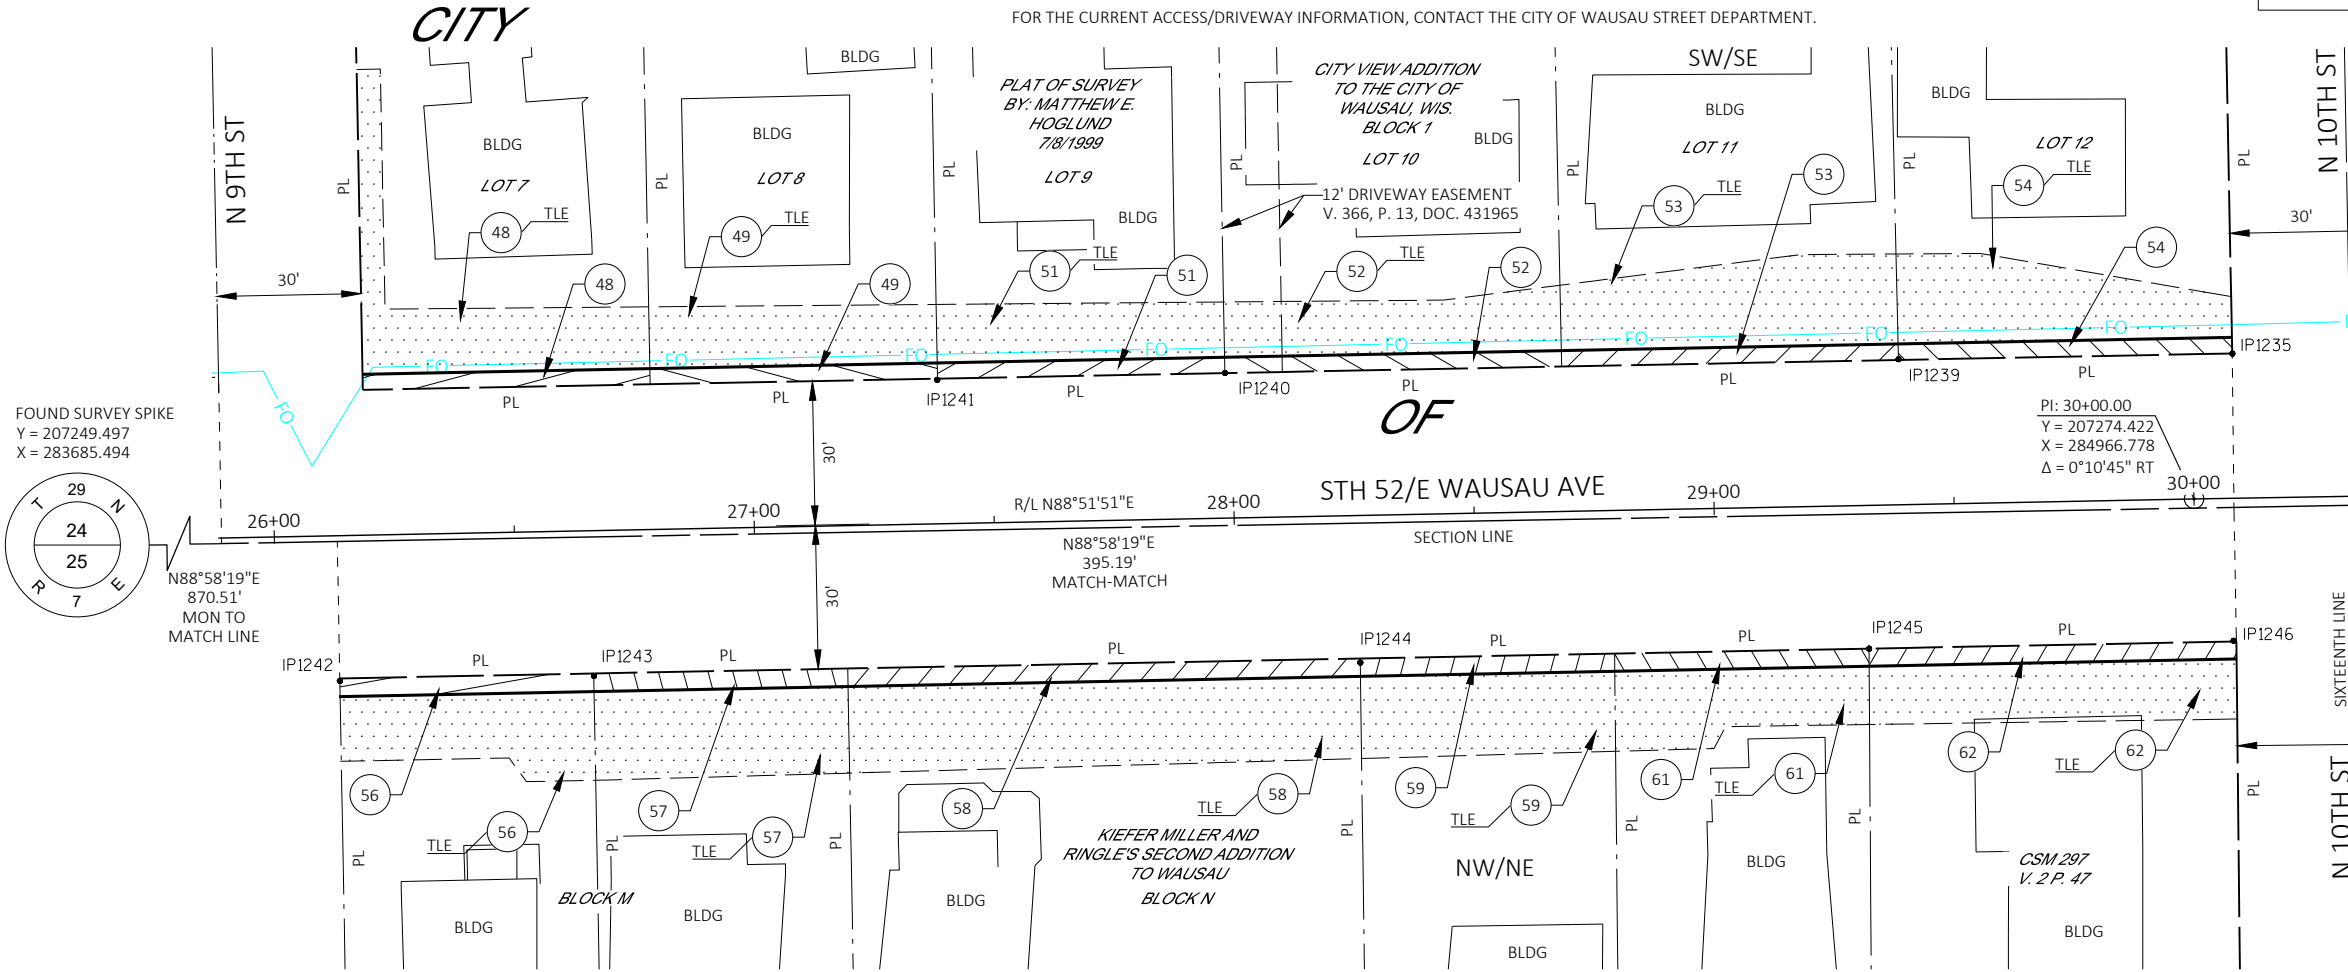 CITY
FOR THE CURRENT ACCESS/DRIVEWAY INFORMATION, CONTACT THE CITY OF WAUSAU STREET DEPARTMENT.
N 9TH ST
PL
BLDG
LOT 7
48 TLE
30'
48
PL
BLDG
BLDG
LOT 8
49 TLE
49
PL
PLAT OF SURVEY
BY: MATTHEW E.
HOGLUND
7/8/1999
LOT 9
BLDG
51 TLE
51
PL
CITY VIEW ADDITION
TO THE CITY OF
WAUSAU, WIS.
BLOCK 1
LOT 10
BLDG
12' DRIVEWAY EASEMENT
V. 366, P. 13, DOC. 431965
52 TLE
52
PL
SW/SE
BLDG
LOT 11
53 TLE
53
PL
BLDG
LOT 12
54 TLE
54
PL
N 10TH ST
30'
FO
FO
FO
FO
FO
FO
FO
FO
FO
PL
PL
IP1241
PL
IP1240
PL
PL
IP1239
PL
IP1235
OF
FOUND SURVEY SPIKE
Y = 207249.497
X = 283685.494
T 29 N
24
25
R 7 E
N88°58'19"E
870.51'
MON TO
MATCH LINE
30'
30'
26+00
27+00
28+00
29+00
30+00
R/L N88°51'51"E
STH 52/E WAUSAU AVE
PI: 30+00.00
Y = 207274.422
X = 284966.778
Δ = 0°10'45" RT
N88°58'19"E
395.19'
MATCH-MATCH
SECTION LINE
SIXTEENTH LINE
IP1242
PL
IP1243
PL
PL
IP1244
PL
PL
IP1245
PL
IP1246
56
TLE 56
PL
BLDG
BLOCK M
PL
57
TLE 57
BLDG
PL
58
TLE 58
BLDG
KIEFER MILLER AND
RINGLE'S SECOND ADDITION
TO WAUSAU
BLOCK N
PL
59
TLE 59
NW/NE
BLDG
PL
61
TLE 61
BLDG
PL
62
TLE 62
CSM 297
V. 2 P. 47
BLDG
PL
N 10TH ST